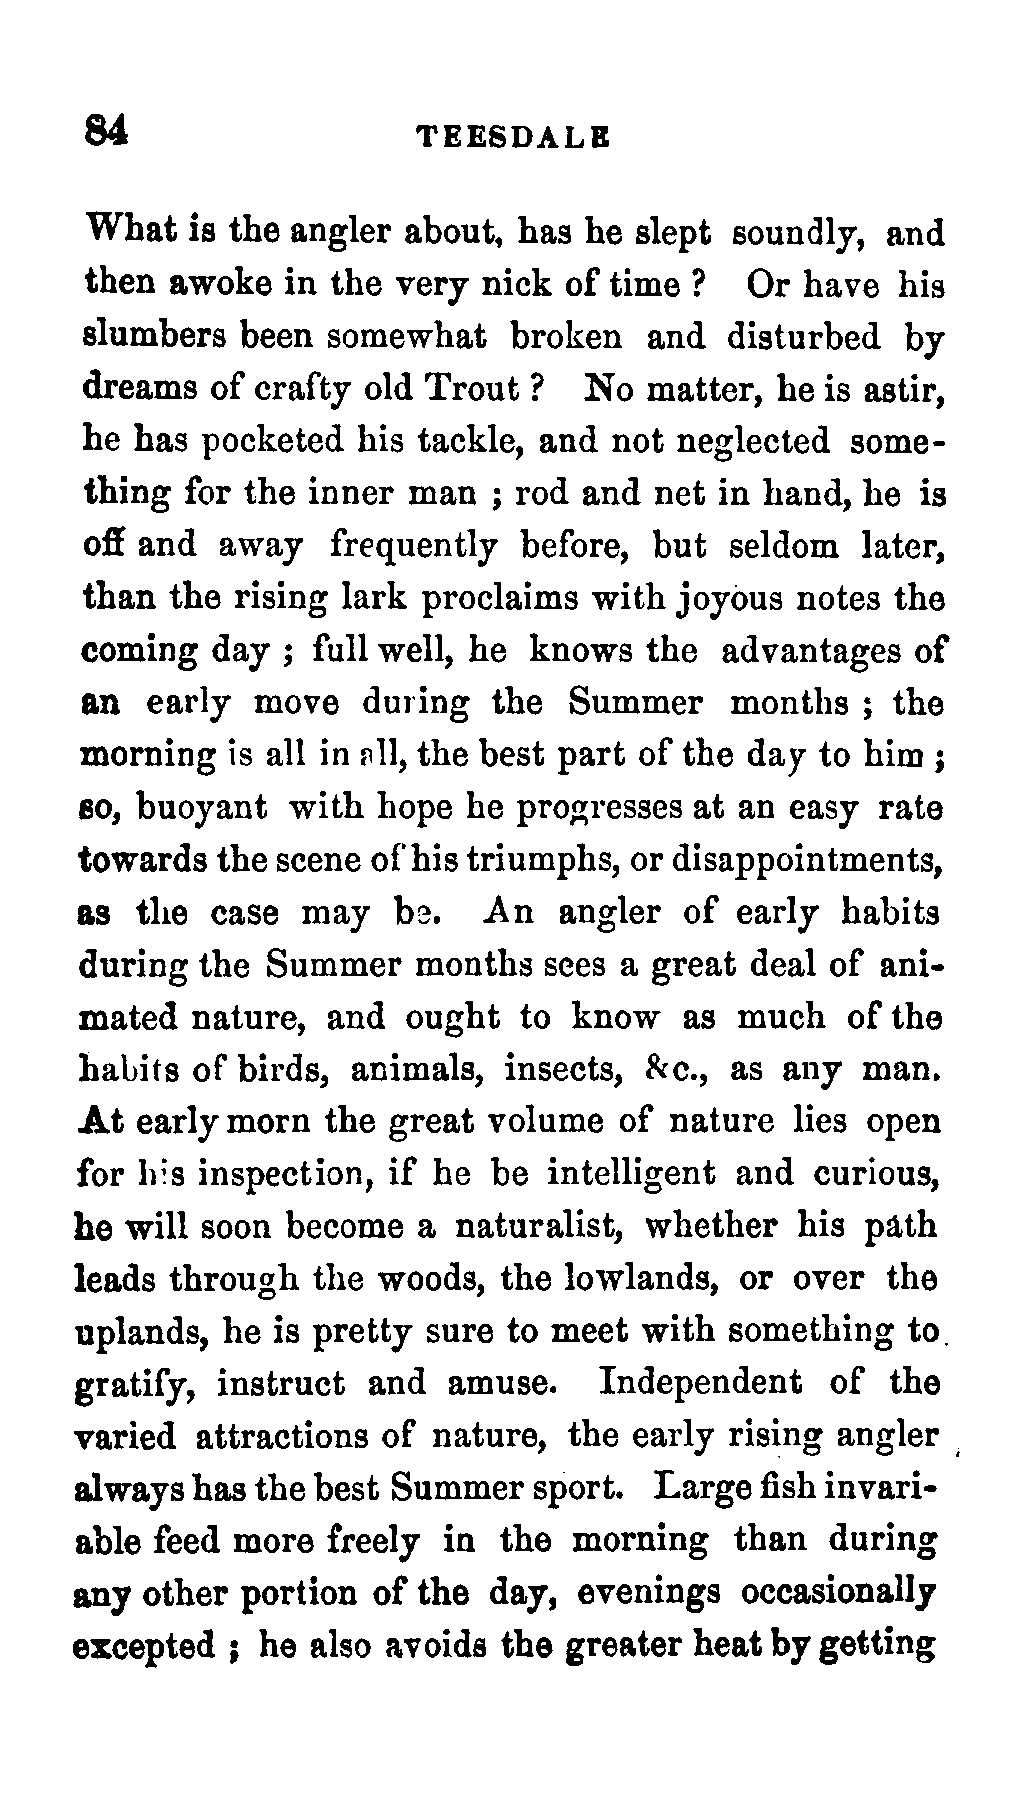 84 TEESDALE
What is the angler about, has he slept soundly, and
then awoke in the very nick of time ? Or have his
slumbers been somewhat broken and disturbed by
dreams of crafty old Trout ? No matter, he is astir,
he has pocketed his tackle, and not neglected some-
thing for the inner man ; rod and net in hand, he is
off and away frequently before, but seldom later,
than the rising lark proclaims with joyous notes the
coming day ; full well, he knows the advantages of
an early move during the Summer months ; the
morning is all in all, the best part of the day to him ;
so, buoyant with hope he progresses at an easy rate
towards the scene of his triumphs, or disappointments,
as the case may be. An angler of early habits
during the Summer months sees a great deal of ani-
mated nature, and ought to know as much of the
habits of birds, animals, insects, &c., as any man.
At early morn the great volume of nature lies open
for his inspection, if he be intelligent and curious,
he will soon become a naturalist, whether his path
leads through the woods, the lowlands, or over the
uplands, he is pretty sure to meet with something to
gratify, instruct and amuse. Independent of the
varied attractions of nature, the early rising angler
always has the best Summer sport. Large fish invari-
able feed more freely in the morning than during
any other portion of the day, evenings occasionally
excepted ; he also avoids the greater heat by getting